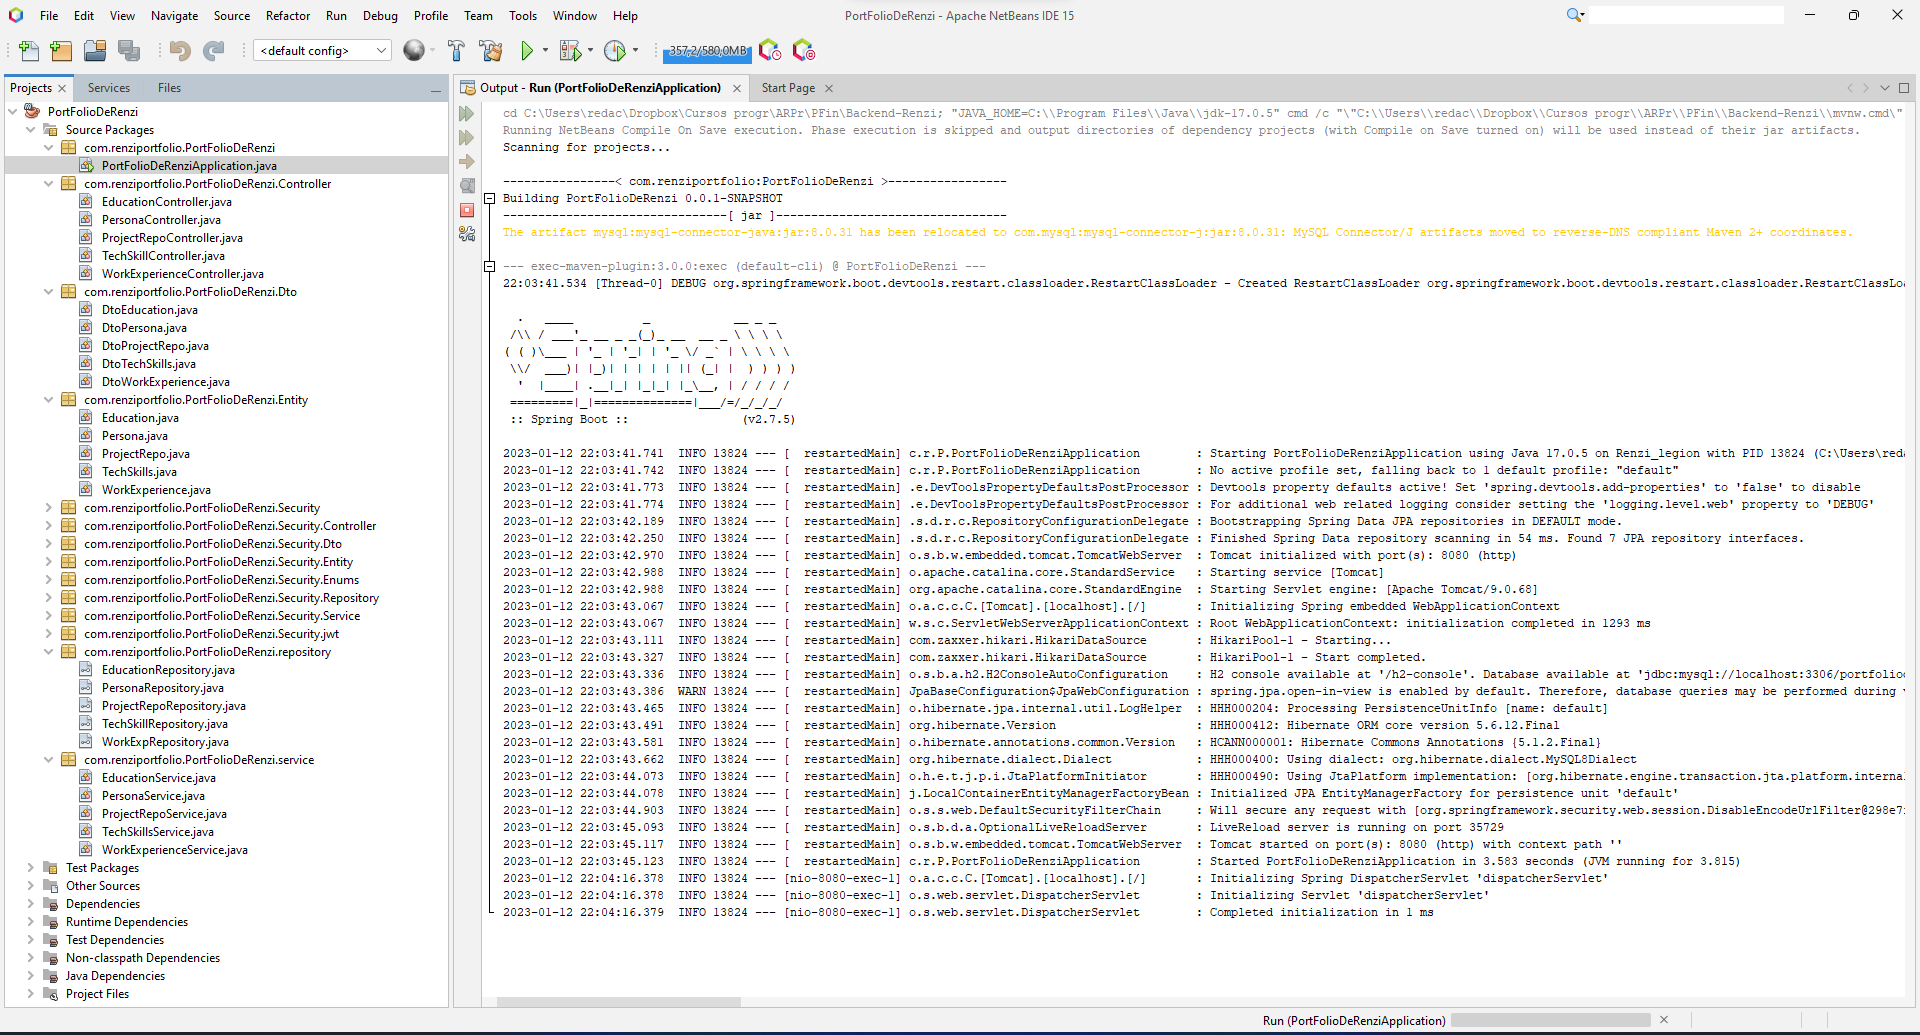 File Edit View Navigate Source Refactor Run Debug Profile Team Tools Window Help
PortFolioDeRenzi - Apache NetBeans IDE 15
<default config>
357,2/580,0MB
Projects Services Files
PortFolioDeRenzi
Source Packages
com.renziportfolio.PortFolioDeRenzi
PortFolioDeRenziApplication.java
com.renziportfolio.PortFolioDeRenzi.Controller
EducationController.java
PersonaController.java
ProjectRepoController.java
TechSkillController.java
WorkExperienceController.java
com.renziportfolio.PortFolioDeRenzi.Dto
DtoEducation.java
DtoPersona.java
DtoProjectRepo.java
DtoTechSkills.java
DtoWorkExperience.java
com.renziportfolio.PortFolioDeRenzi.Entity
Education.java
Persona.java
ProjectRepo.java
TechSkills.java
WorkExperience.java
com.renziportfolio.PortFolioDeRenzi.Security
com.renziportfolio.PortFolioDeRenzi.Security.Controller
com.renziportfolio.PortFolioDeRenzi.Security.Dto
com.renziportfolio.PortFolioDeRenzi.Security.Entity
com.renziportfolio.PortFolioDeRenzi.Security.Enums
com.renziportfolio.PortFolioDeRenzi.Security.Repository
com.renziportfolio.PortFolioDeRenzi.Security.Service
com.renziportfolio.PortFolioDeRenzi.Security.jwt
com.renziportfolio.PortFolioDeRenzi.repository
EducationRepository.java
PersonaRepository.java
ProjectRepoRepository.java
TechSkillRepository.java
WorkExpRepository.java
com.renziportfolio.PortFolioDeRenzi.service
EducationService.java
PersonaService.java
ProjectRepoService.java
TechSkillsService.java
WorkExperienceService.java
Test Packages
Other Sources
Dependencies
Runtime Dependencies
Test Dependencies
Non-classpath Dependencies
Java Dependencies
Project Files
Output - Run (PortFolioDeRenziApplication) Start Page
cd C:\Users\redac\Dropbox\Cursos progr\ARPr\PFin\Backend-Renzi; "JAVA_HOME=C:\\Program Files\\Java\\jdk-17.0.5" cmd /c "\"C:\\Users\\redac\\Dropbox\\Cursos progr\\ARPr\\PFin\\Backend-Renzi\\mvnw.cmd\"
Running NetBeans Compile On Save execution. Phase execution is skipped and output directories of dependency projects (with Compile on Save turned on) will be used instead of their jar artifacts.
Scanning for projects...
----------------< com.renziportfolio:PortFolioDeRenzi >-----------------
Building PortFolioDeRenzi 0.0.1-SNAPSHOT
--------------------------------[ jar ]---------------------------------
The artifact mysql:mysql-connector-java:jar:8.0.31 has been relocated to com.mysql:mysql-connector-j:jar:8.0.31: MySQL Connector/J artifacts moved to reverse-DNS compliant Maven 2+ coordinates.
--- exec-maven-plugin:3.0.0:exec (default-cli) @ PortFolioDeRenzi ---
22:03:41.534 [Thread-0] DEBUG org.springframework.boot.devtools.restart.classloader.RestartClassLoader - Created RestartClassLoader org.springframework.boot.devtools.restart.classloader.RestartClassLoa
  .   ____          _            __ _ _
 /\\ / ___'_ __ _ _(_)_ __  __ _ \ \ \ \
( ( )\___ | '_ | '_| | '_ \/ _` | \ \ \ \
 \\/  ___)| |_)| | | | | || (_| |  ) ) ) )
  '  |____| .__|_| |_|_| |_\__, | / / / /
 =========|_|==============|___/=/_/_/_/
 :: Spring Boot ::                (v2.7.5)
2023-01-12 22:03:41.741  INFO 13824 --- [  restartedMain] c.r.P.PortFolioDeRenziApplication        : Starting PortFolioDeRenziApplication using Java 17.0.5 on Renzi_legion with PID 13824 (C:\Users\reda
2023-01-12 22:03:41.742  INFO 13824 --- [  restartedMain] c.r.P.PortFolioDeRenziApplication        : No active profile set, falling back to 1 default profile: "default"
2023-01-12 22:03:41.773  INFO 13824 --- [  restartedMain] .e.DevToolsPropertyDefaultsPostProcessor : Devtools property defaults active! Set 'spring.devtools.add-properties' to 'false' to disable
2023-01-12 22:03:41.774  INFO 13824 --- [  restartedMain] .e.DevToolsPropertyDefaultsPostProcessor : For additional web related logging consider setting the 'logging.level.web' property to 'DEBUG'
2023-01-12 22:03:42.189  INFO 13824 --- [  restartedMain] .s.d.r.c.RepositoryConfigurationDelegate : Bootstrapping Spring Data JPA repositories in DEFAULT mode.
2023-01-12 22:03:42.250  INFO 13824 --- [  restartedMain] .s.d.r.c.RepositoryConfigurationDelegate : Finished Spring Data repository scanning in 54 ms. Found 7 JPA repository interfaces.
2023-01-12 22:03:42.970  INFO 13824 --- [  restartedMain] o.s.b.w.embedded.tomcat.TomcatWebServer  : Tomcat initialized with port(s): 8080 (http)
2023-01-12 22:03:42.988  INFO 13824 --- [  restartedMain] o.apache.catalina.core.StandardService   : Starting service [Tomcat]
2023-01-12 22:03:42.988  INFO 13824 --- [  restartedMain] org.apache.catalina.core.StandardEngine  : Starting Servlet engine: [Apache Tomcat/9.0.68]
2023-01-12 22:03:43.067  INFO 13824 --- [  restartedMain] o.a.c.c.C.[Tomcat].[localhost].[/]       : Initializing Spring embedded WebApplicationContext
2023-01-12 22:03:43.067  INFO 13824 --- [  restartedMain] w.s.c.ServletWebServerApplicationContext : Root WebApplicationContext: initialization completed in 1293 ms
2023-01-12 22:03:43.111  INFO 13824 --- [  restartedMain] com.zaxxer.hikari.HikariDataSource       : HikariPool-1 - Starting...
2023-01-12 22:03:43.327  INFO 13824 --- [  restartedMain] com.zaxxer.hikari.HikariDataSource       : HikariPool-1 - Start completed.
2023-01-12 22:03:43.336  INFO 13824 --- [  restartedMain] o.s.b.a.h2.H2ConsoleAutoConfiguration    : H2 console available at '/h2-console'. Database available at 'jdbc:mysql://localhost:3306/portfolio
2023-01-12 22:03:43.386  WARN 13824 --- [  restartedMain] JpaBaseConfiguration$JpaWebConfiguration : spring.jpa.open-in-view is enabled by default. Therefore, database queries may be performed during
2023-01-12 22:03:43.465  INFO 13824 --- [  restartedMain] o.hibernate.jpa.internal.util.LogHelper  : HHH000204: Processing PersistenceUnitInfo [name: default]
2023-01-12 22:03:43.491  INFO 13824 --- [  restartedMain] org.hibernate.Version                    : HHH000412: Hibernate ORM core version 5.6.12.Final
2023-01-12 22:03:43.581  INFO 13824 --- [  restartedMain] o.hibernate.annotations.common.Version   : HCANN000001: Hibernate Commons Annotations {5.1.2.Final}
2023-01-12 22:03:43.662  INFO 13824 --- [  restartedMain] org.hibernate.dialect.Dialect            : HHH000400: Using dialect: org.hibernate.dialect.MySQL8Dialect
2023-01-12 22:03:44.073  INFO 13824 --- [  restartedMain] o.h.e.t.j.p.i.JtaPlatformInitiator       : HHH000490: Using JtaPlatform implementation: [org.hibernate.engine.transaction.jta.platform.interna
2023-01-12 22:03:44.078  INFO 13824 --- [  restartedMain] j.LocalContainerEntityManagerFactoryBean : Initialized JPA EntityManagerFactory for persistence unit 'default'
2023-01-12 22:03:44.903  INFO 13824 --- [  restartedMain] o.s.s.web.DefaultSecurityFilterChain     : Will secure any request with [org.springframework.security.web.session.DisableEncodeUrlFilter@298e7
2023-01-12 22:03:45.093  INFO 13824 --- [  restartedMain] o.s.b.d.a.OptionalLiveReloadServer       : LiveReload server is running on port 35729
2023-01-12 22:03:45.117  INFO 13824 --- [  restartedMain] o.s.b.w.embedded.tomcat.TomcatWebServer  : Tomcat started on port(s): 8080 (http) with context path ''
2023-01-12 22:03:45.123  INFO 13824 --- [  restartedMain] c.r.P.PortFolioDeRenziApplication        : Started PortFolioDeRenziApplication in 3.583 seconds (JVM running for 3.815)
2023-01-12 22:04:16.378  INFO 13824 --- [nio-8080-exec-1] o.a.c.c.C.[Tomcat].[localhost].[/]       : Initializing Spring DispatcherServlet 'dispatcherServlet'
2023-01-12 22:04:16.378  INFO 13824 --- [nio-8080-exec-1] o.s.web.servlet.DispatcherServlet        : Initializing Servlet 'dispatcherServlet'
2023-01-12 22:04:16.379  INFO 13824 --- [nio-8080-exec-1] o.s.web.servlet.DispatcherServlet        : Completed initialization in 1 ms
Run (PortFolioDeRenziApplication)